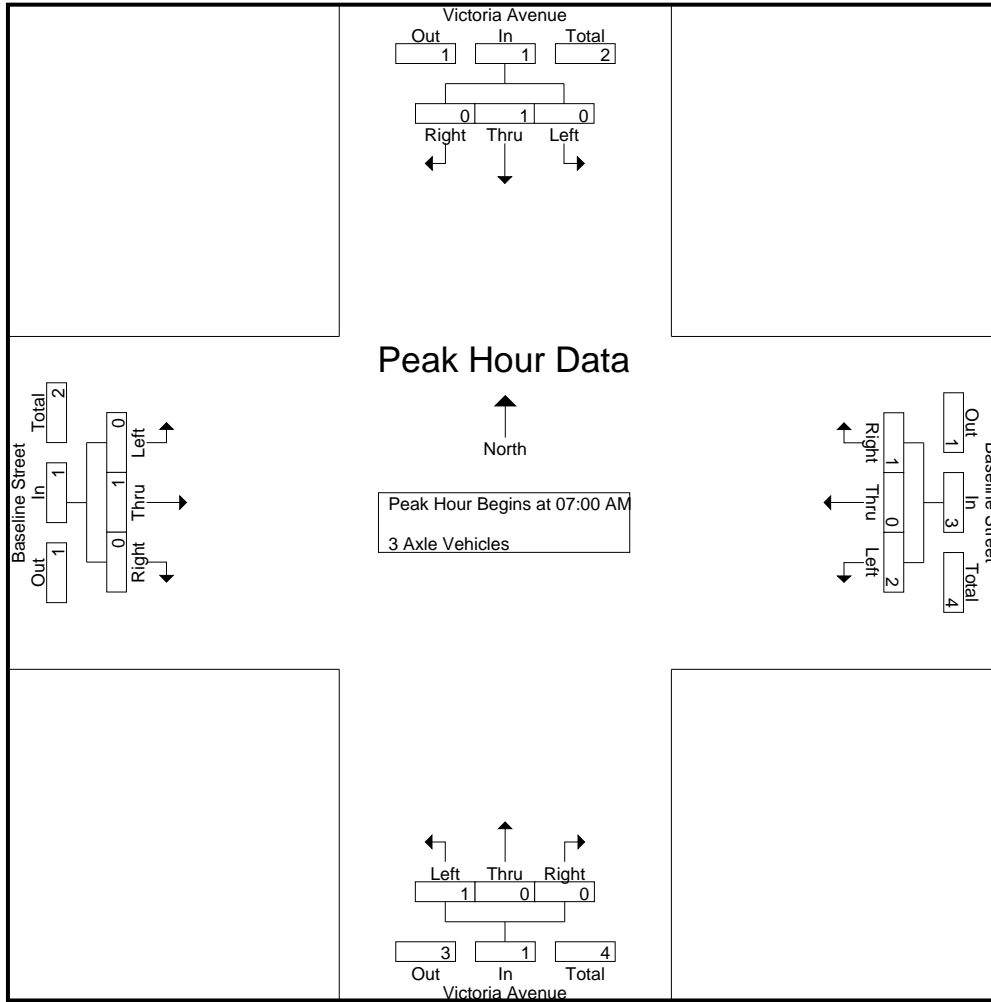 Victoria Avenue
Out In Total
1 1 2
0 1 0
Right Thru Left
Peak Hour Data
North
Peak Hour Begins at 07:00 AM
3 Axle Vehicles
Baseline Street
Total In Out
2 1 1
0 1 0
Left Thru Right
Baseline Street
Out In Total
1 3 4
1 0 2
Right Thru Left
Left Thru Right
1 0 0
3 1 4
Out In Total
Victoria Avenue